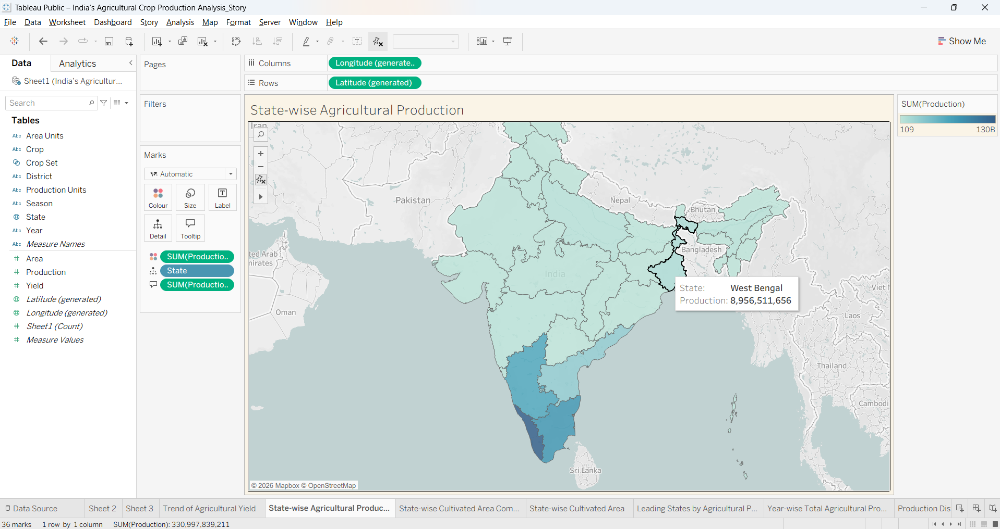 Tableau Public – India's Agricultural Crop Production Analysis_Story
File Data Worksheet Dashboard Story Analysis Map Format Server Window Help
Show Me
Data Analytics
Sheet1 (India's Agricultur...
Search
Tables
Abc Area Units
Abc Crop
Crop Set
Abc District
Abc Production Units
Abc Season
State
Abc Year
Abc Measure Names
# Area
# Production
# Yield
Latitude (generated)
Longitude (generated)
# Sheet1 (Count)
# Measure Values
Pages
Filters
Marks
Automatic
Colour Size Label
Detail Tooltip
SUM(Productio..
State
SUM(Productio..
Columns Longitude (generate..
Rows Latitude (generated)
State-wise Agricultural Production
Iran
Pakistan
Nepal
Bhutan
Bangladesh
ted Arab
nirates
India
Oman
State: West Bengal
Production: 8,956,511,656
Viet
Laos
Thailand
Cambodi
Sri Lanka
© 2026 Mapbox © OpenStreetMap
SUM(Production)
109 130B
Data Source Sheet 2 Sheet 3 Trend of Agricultural Yield State-wise Agricultural Produc... State-wise Cultivated Area Com... State-wise Cultivated Area Leading States by Agricultural P... Year-wise Total Agricultural Pro... Production Dis
36 marks 1 row by 1 column SUM(Production): 330,997,839,211